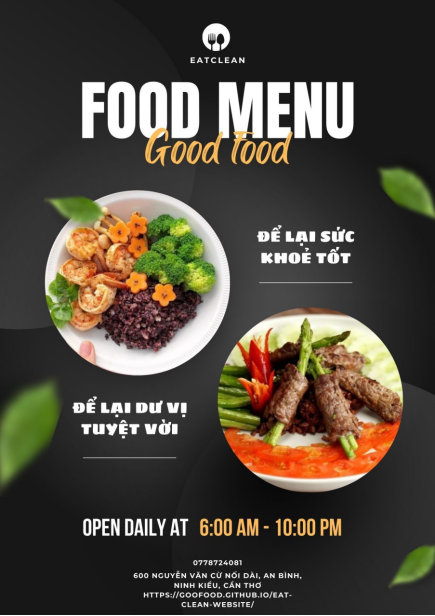 EATCLEAN
FOOD MENU
Good Food
ĐỂ LẠI SỨC
KHOẺ TỐT
ĐỂ LẠI DƯ VỊ
TUYỆT VỜI
OPEN DAILY AT 6:00 AM - 10:00 PM
0778724081
600 NGUYỄN VĂN CỪ NỐI DÀI, AN BÌNH,
NINH KIỀU, CẦN THƠ
HTTPS://GOOFOOD.GITHUB.IO/EAT-
CLEAN-WEBSITE/